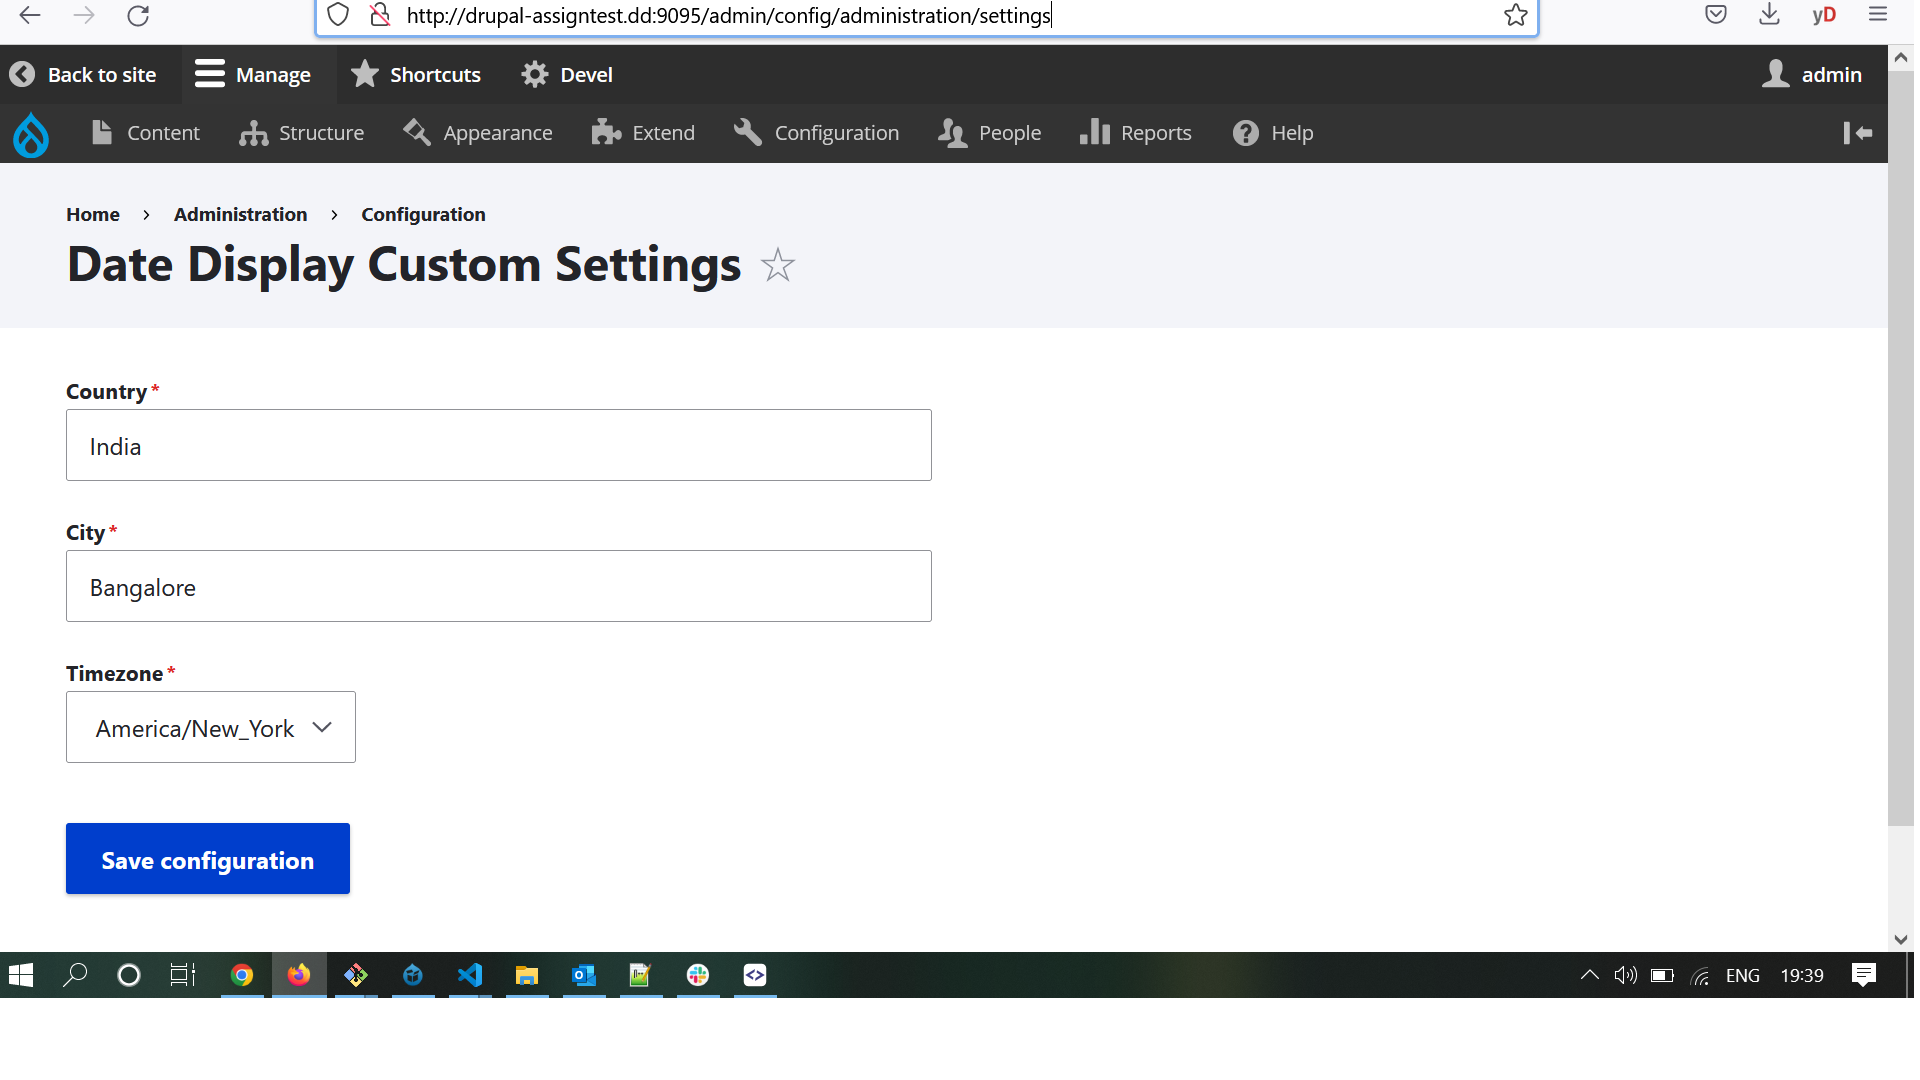 http://drupal-assigntest.dd:9095/admin/config/administration/settings
yD
Back to site Manage Shortcuts Devel admin
Content Structure Appearance Extend Configuration People Reports Help
Home › Administration › Configuration
Date Display Custom Settings
Country*
India
City*
Bangalore
Timezone*
America/New_York
Save configuration
ENG 19:39